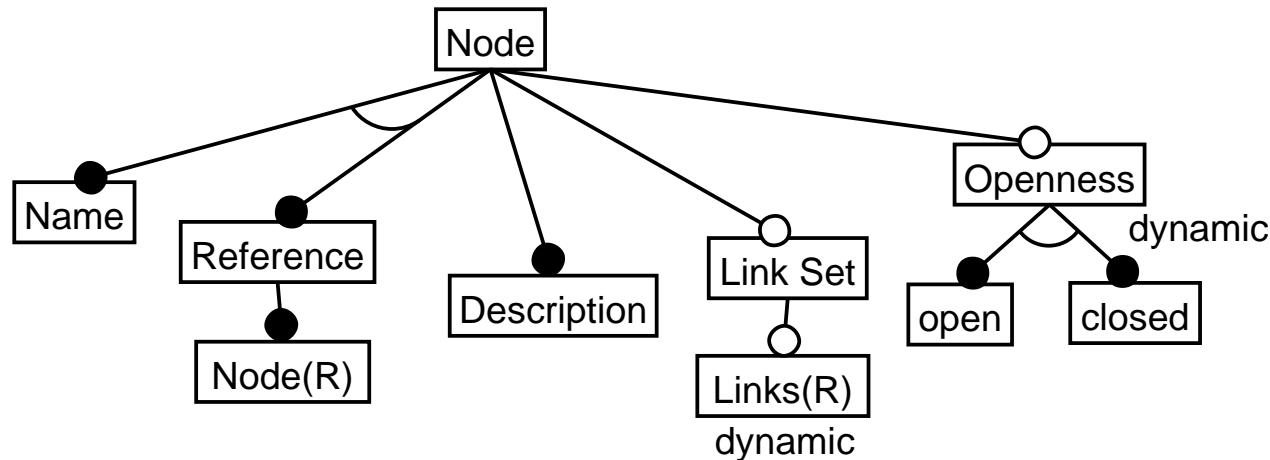 Node
Name
Reference
Node(R)
Description
Link Set
Links(R)
dynamic
Openness
dynamic
open
closed